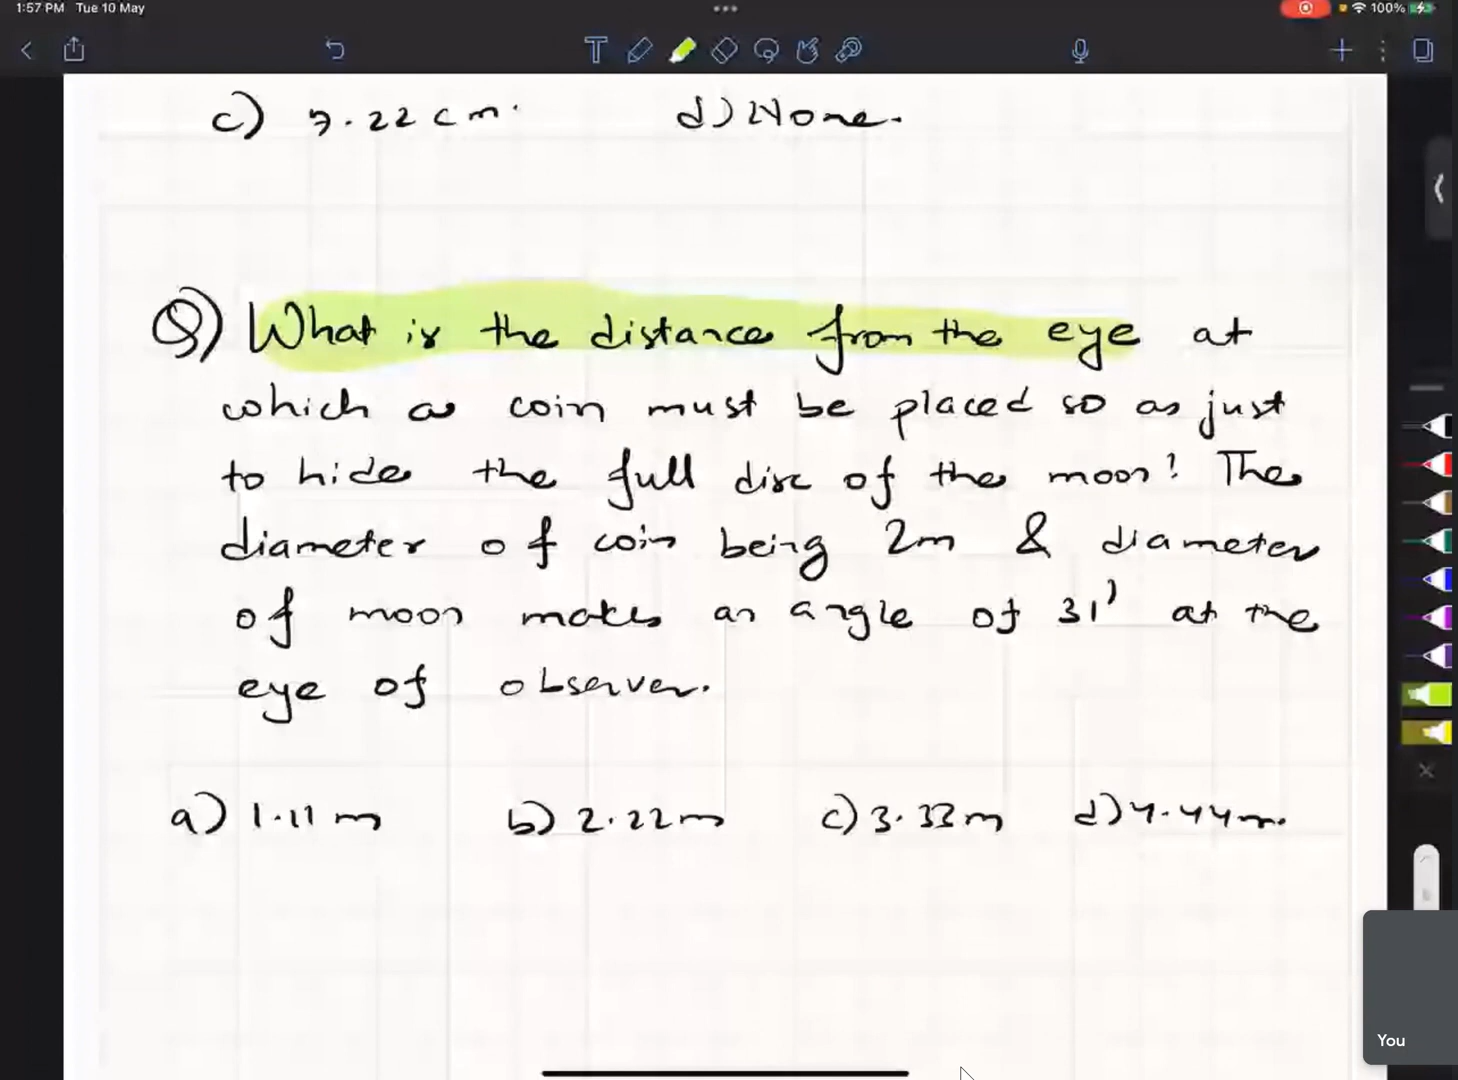 1:57 PM Tue 10 May
100%
c) 7.22 cm. d) None.
Q) What is the distance from the eye at
which a coin must be placed so as just
to hide the full disc of the moon? The
diameter of coin being 2m & diameter
of moon makes an angle of 31' at the
eye of observer.
a) 1.11 m b) 2.22m c) 3.33m d) 4.44m.
You